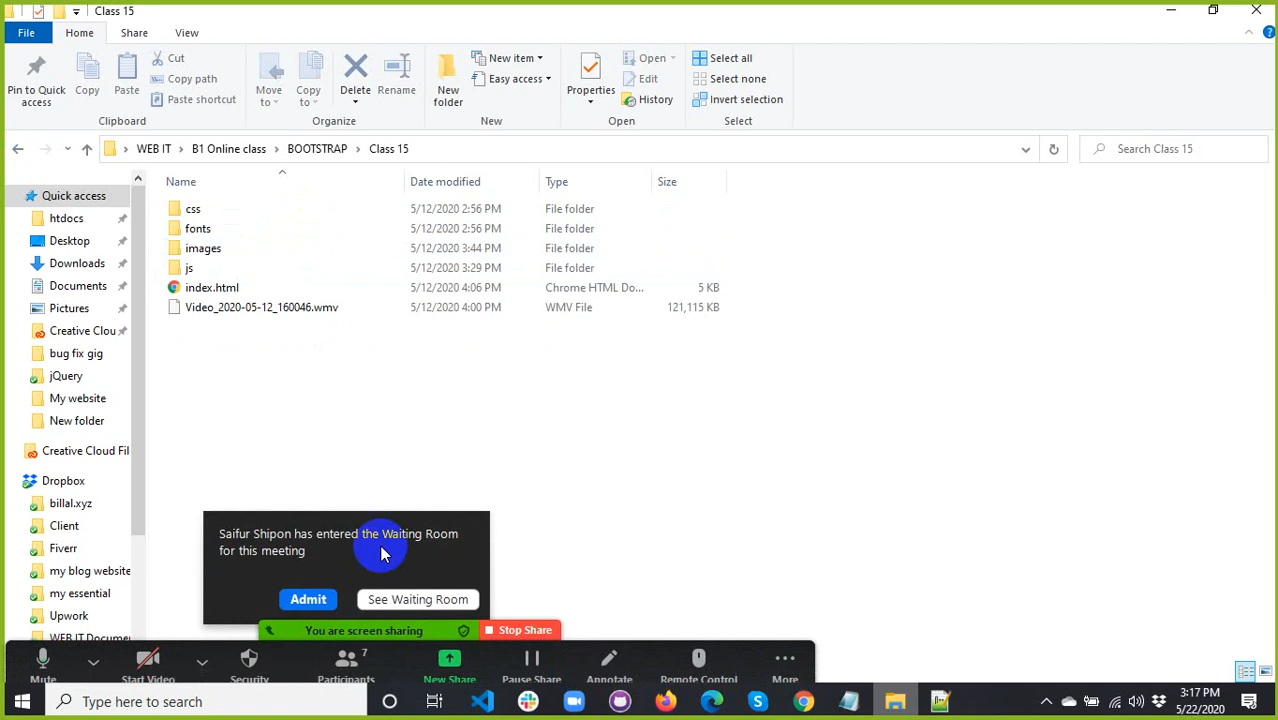 Class 15
File
Home
Share
View
Pin to Quick access
Copy
Paste
Cut
Copy path
Paste shortcut
Clipboard
Move to
Copy to
Delete
Rename
Organize
New folder
New item
Easy access
New
Properties
Open
Edit
History
Open
Select all
Select none
Invert selection
Select
WEB IT > B1 Online class > BOOTSTRAP > Class 15
Search Class 15
Name Date modified Type Size
css 5/12/2020 2:56 PM File folder
fonts 5/12/2020 2:56 PM File folder
images 5/12/2020 3:44 PM File folder
js 5/12/2020 3:29 PM File folder
index.html 5/12/2020 4:06 PM Chrome HTML Do... 5 KB
Video_2020-05-12_160046.wmv 5/12/2020 4:00 PM WMV File 121,115 KB
Quick access
htdocs
Desktop
Downloads
Documents
Pictures
Creative Clou
bug fix gig
jQuery
My website
New folder
Creative Cloud Fil
Dropbox
billal.xyz
Client
Fiverr
my blog website
my essential
Upwork
WEB IT Docume
Saifur Shipon has entered the Waiting Room
for this meeting
Admit
See Waiting Room
You are screen sharing
Stop Share
Mute
Start Video
Security
Participants
7
New Share
Pause Share
Annotate
Remote Control
More
Type here to search
3:17 PM
5/22/2020